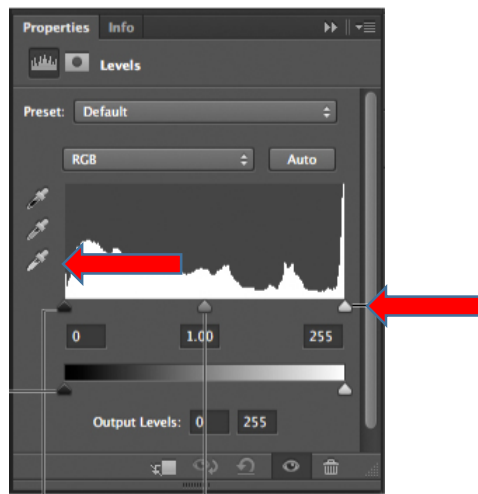 Properties Info
Levels
Preset: Default
RGB Auto
0 1.00 255
Output Levels: 0 255